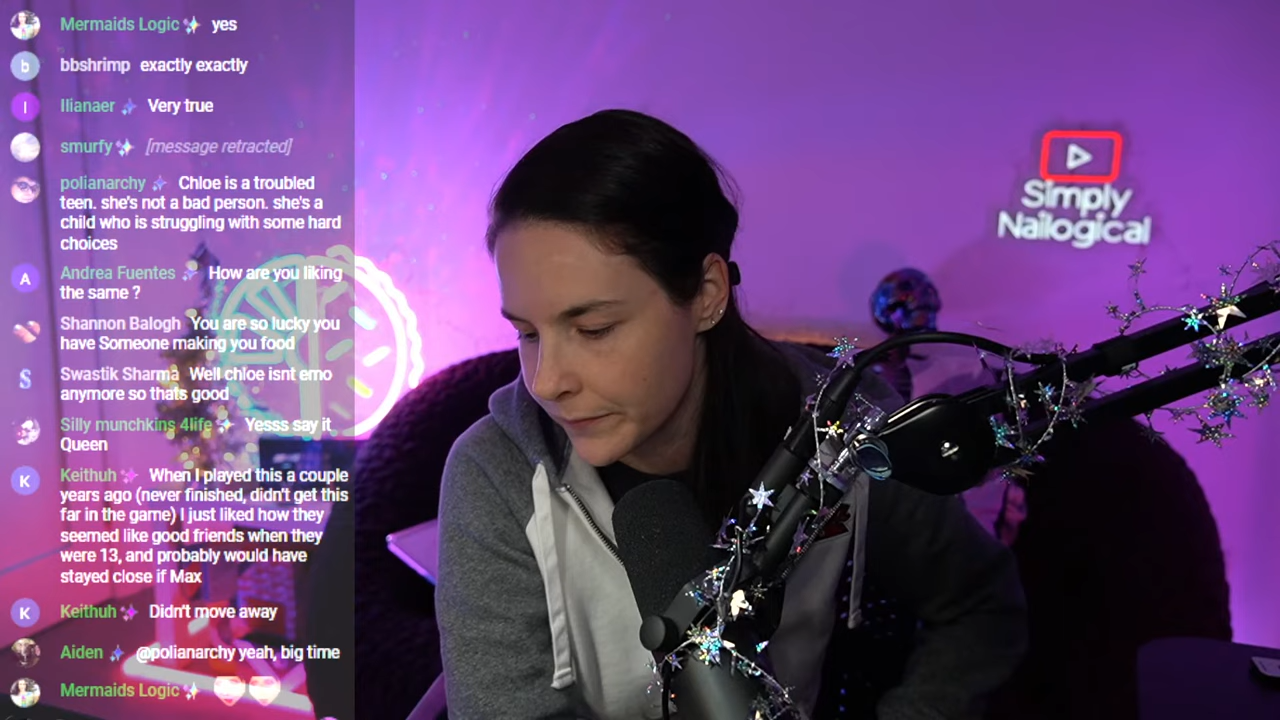 Mermaids Logic yes
b bbshrimp exactly exactly
I Ilianaer Very true
smurfy [message retracted]
polianarchy Chloe is a troubled
teen. she's not a bad person. she's a
child who is struggling with some hard
choices
A Andrea Fuentes How are you liking
the same ?
Shannon Balogh You are so lucky you
have Someone making you food
S Swastik Sharma Well chloe isnt emo
anymore so thats good
Silly munchkins 4life Yesss say it
Queen
K Keithuh When I played this a couple
years ago (never finished, didn't get this
far in the game) I just liked how they
seemed like good friends when they
were 13, and probably would have
stayed close if Max
K Keithuh Didn't move away
Aiden @polianarchy yeah, big time
Mermaids Logic
Simply
Nailogical